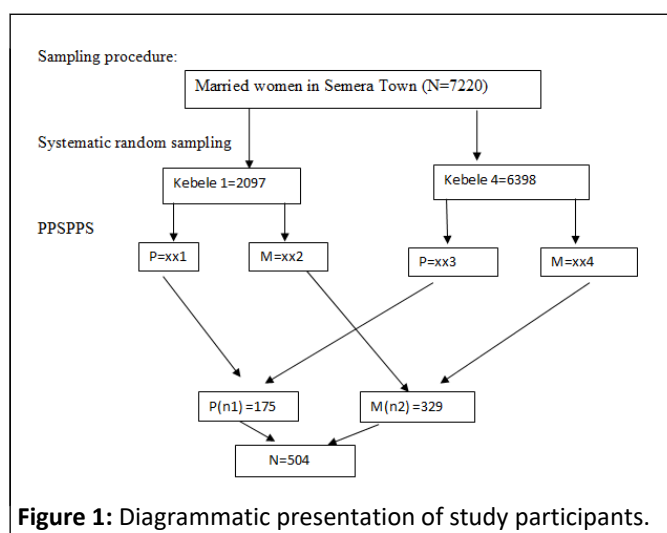 Sampling procedure:
Married women in Semera Town (N=7220)
Systematic random sampling
Kebele 1=2097
Kebele 4=6398
PPSPPS
P=xx1
M=xx2
P=xx3
M=xx4
P(n1)=175
M(n2)=329
N=504
Figure 1: Diagrammatic presentation of study participants.